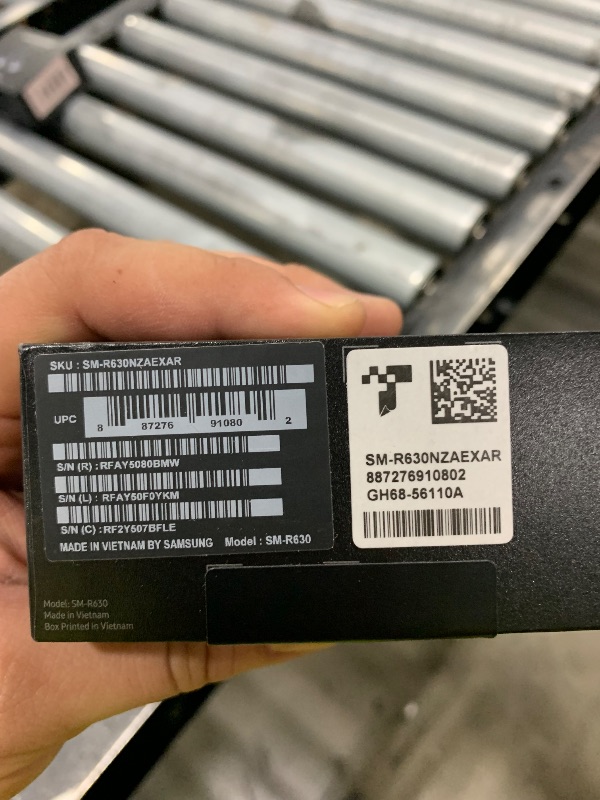 SKU : SM-R630NZAEXAR
UPC
8 87276 91080 2
S/N (R) : RFAY5080BMW
S/N (L) : RFAY50F0YKM
S/N (C) : RF2Y507BFLE
MADE IN VIETNAM BY SAMSUNG Model : SM-R630
Model: SM-R630
Made in Vietnam
Box Printed in Vietnam
SM-R630NZAEXAR
887276910802
GH68-56110A